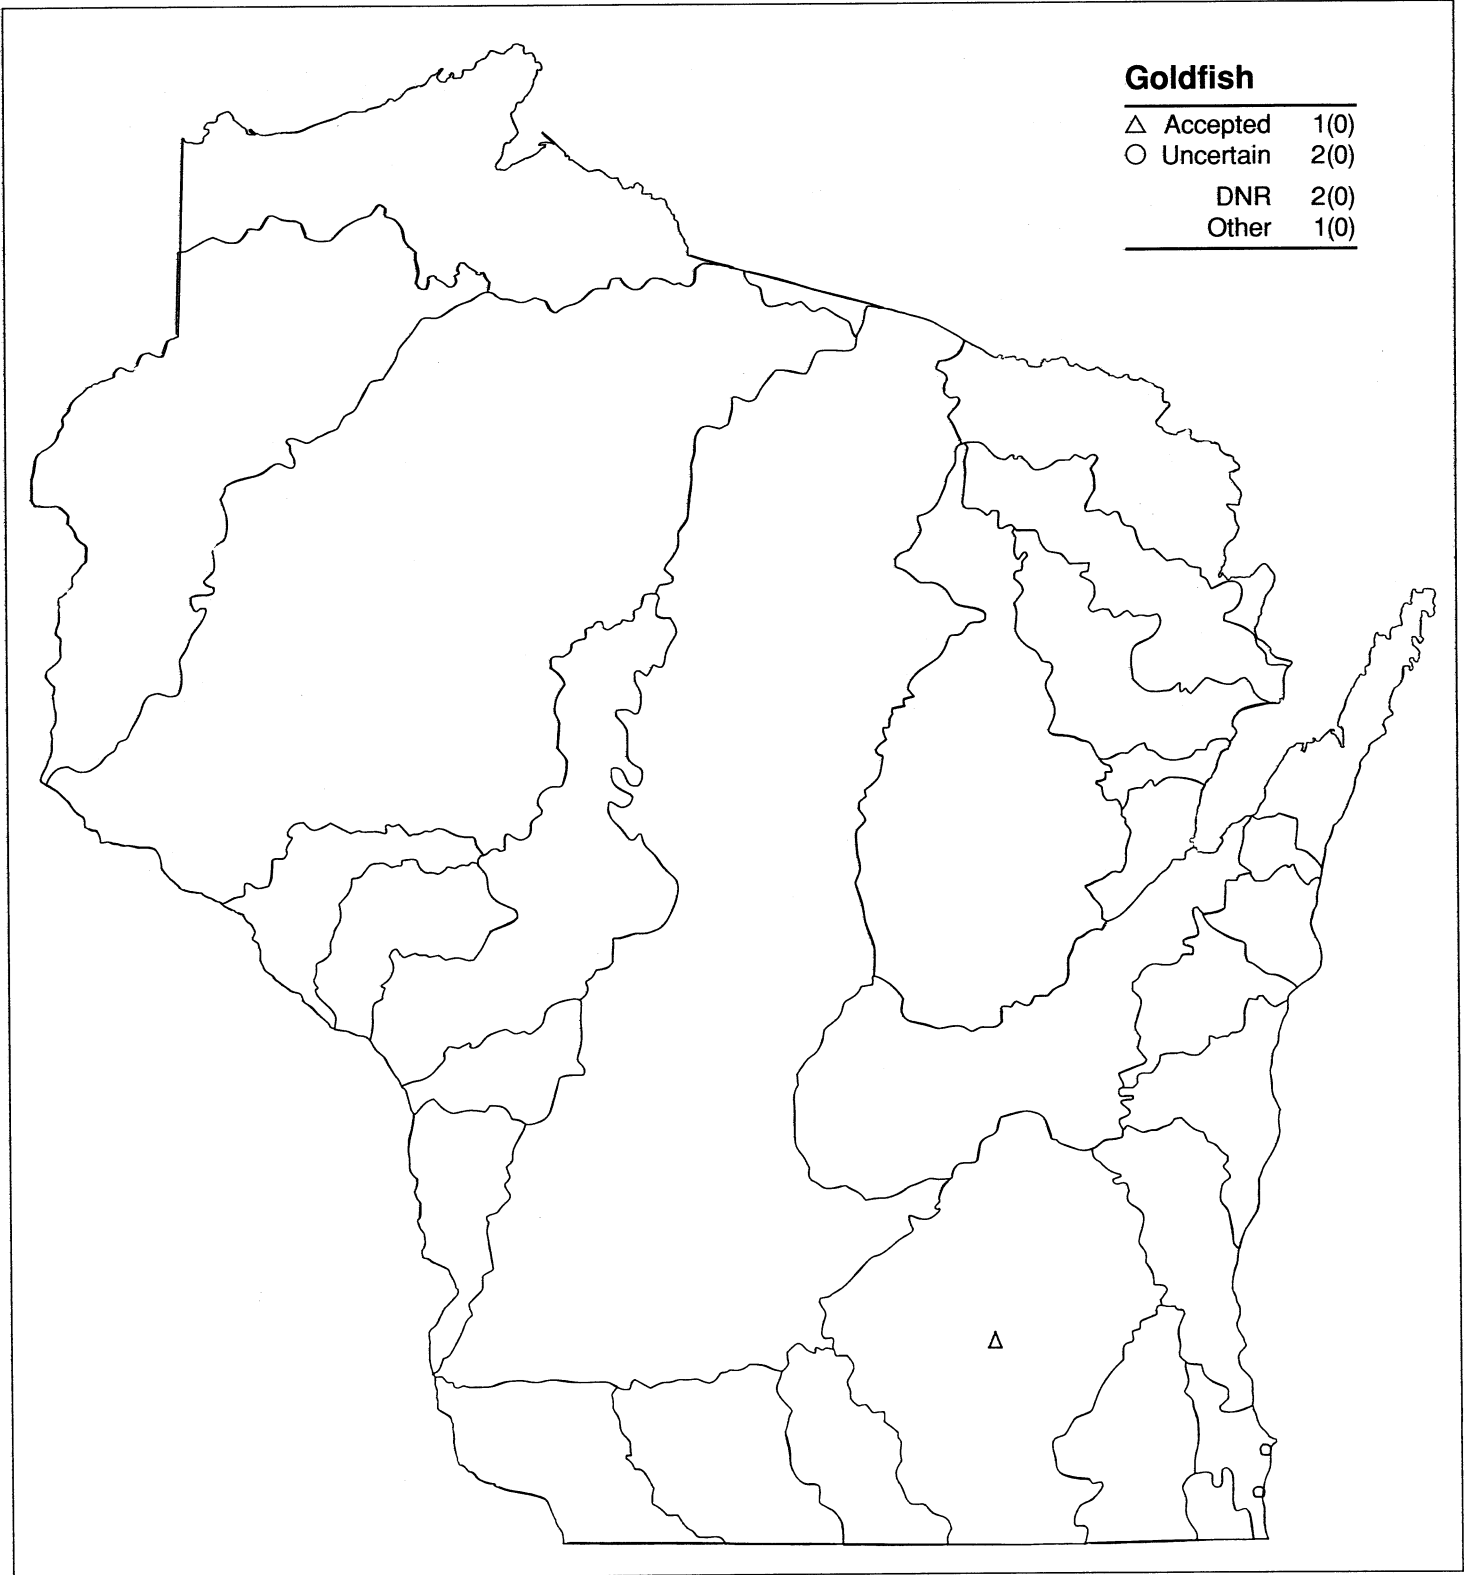 Goldfish
△ Accepted 1(0)
○ Uncertain 2(0)
DNR 2(0)
Other 1(0)